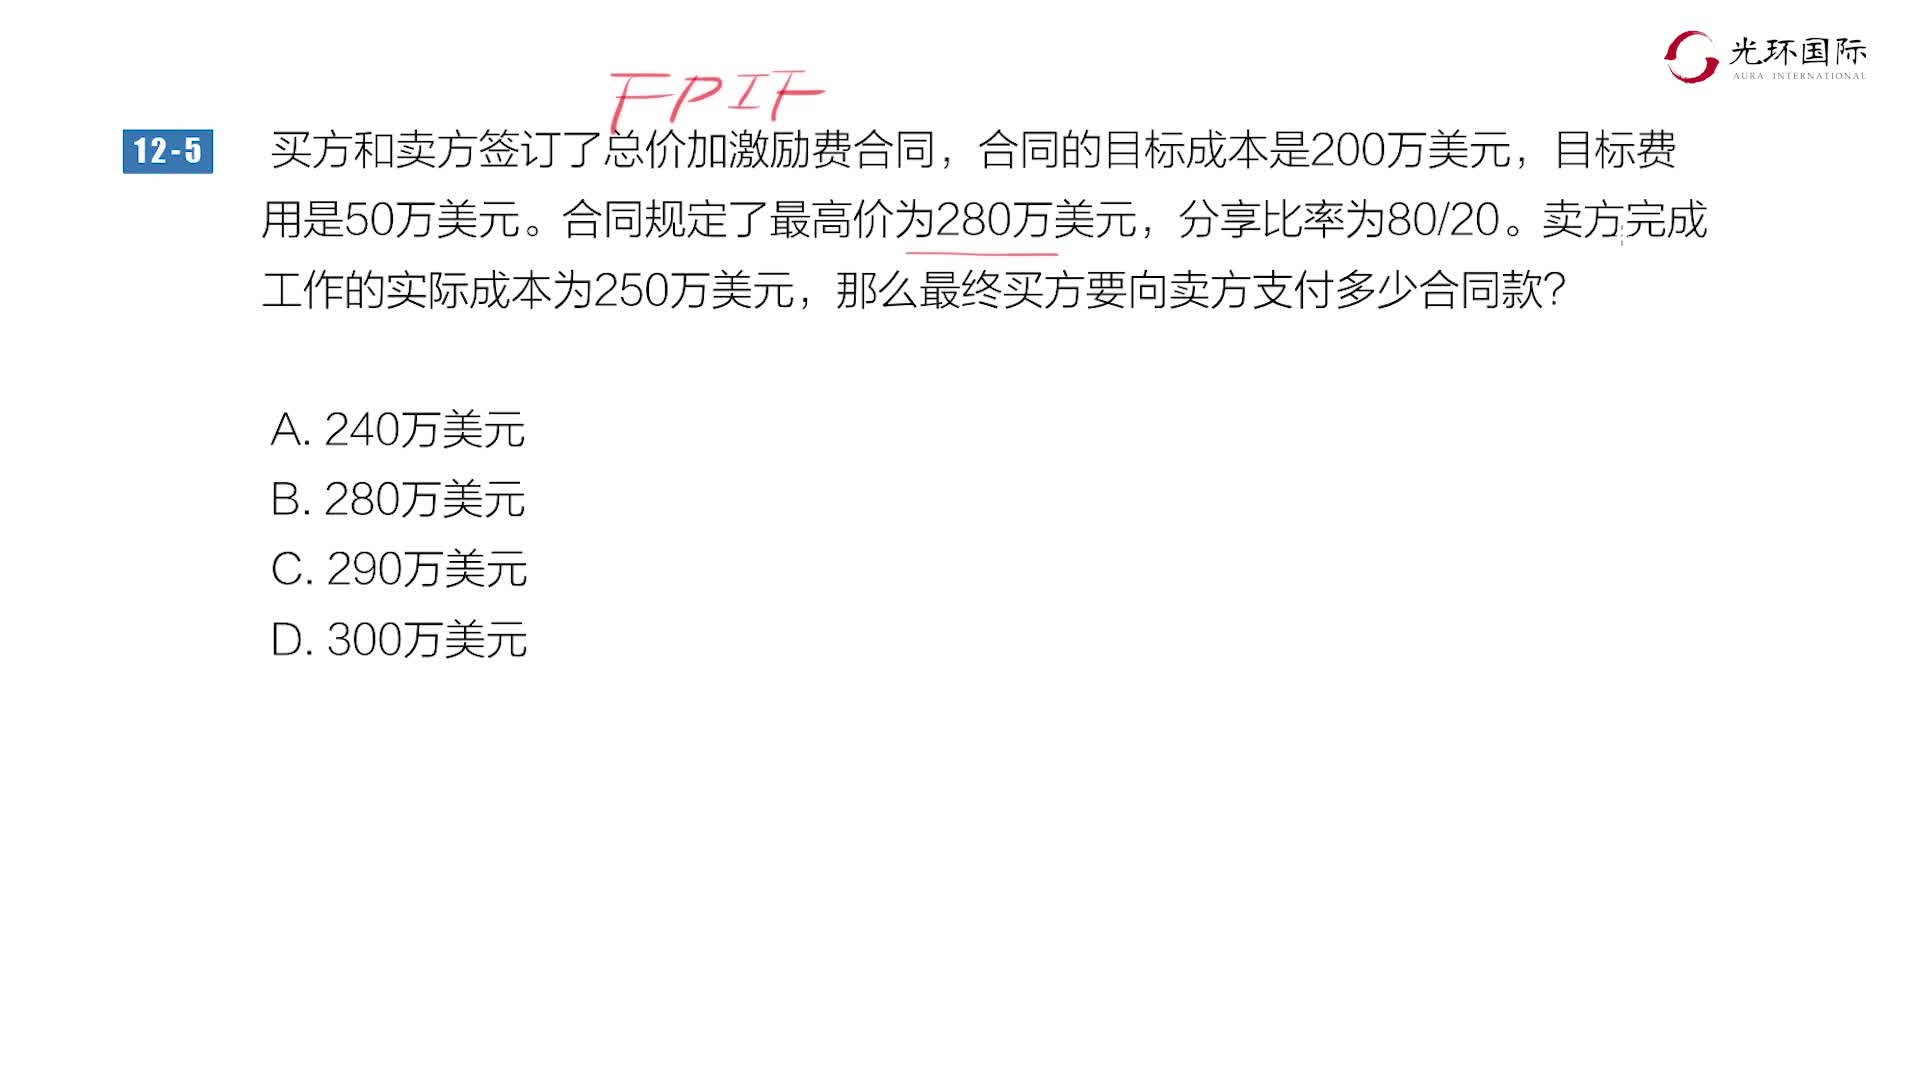 光环国际
AURA INTERNATIONAL
FPIF
12-5 买方和卖方签订了总价加激励费合同，合同的目标成本是200万美元，目标费
用是50万美元。合同规定了最高价为280万美元，分享比率为80/20。卖方完成
工作的实际成本为250万美元，那么最终买方要向卖方支付多少合同款？
A. 240万美元
B. 280万美元
C. 290万美元
D. 300万美元